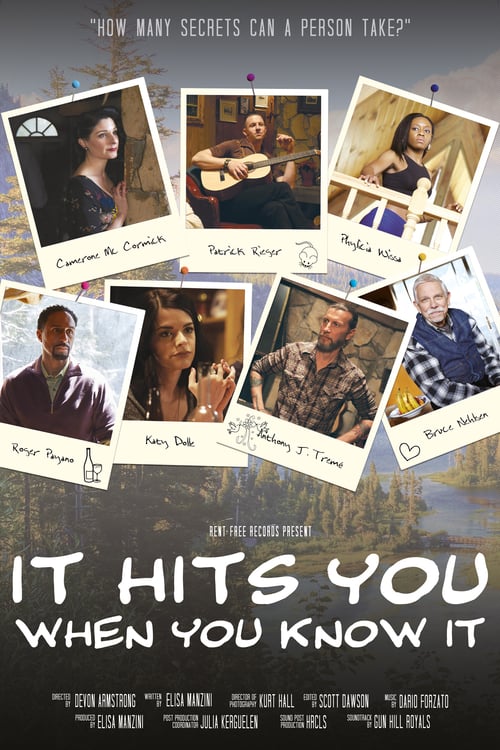 "HOW MANY SECRETS CAN A PERSON TAKE?"
Camerone Mc Cormick
Patrick Rieger
Phyllicia Wissa
Roger Payano
Katy Dolle
Anthony J. Tremé
Bruce Nehlsen
RENT FREE RECORDS PRESENT
IT HITS YOU
WHEN YOU KNOW IT
DIRECTED BY DEVON ARMSTRONG WRITTEN BY ELISA MANZINI DIRECTOR OF PHOTOGRAPHY KURT HALL EDITED BY SCOTT DAWSON MUSIC BY DARIO FORZATO
PRODUCED BY ELISA MANZINI POST PRODUCTION COORDINATOR JULIA KERGUELEN SOUND POST PRODUCTION HRCLS SOUNDTRACK BY GUN HILL ROYALS